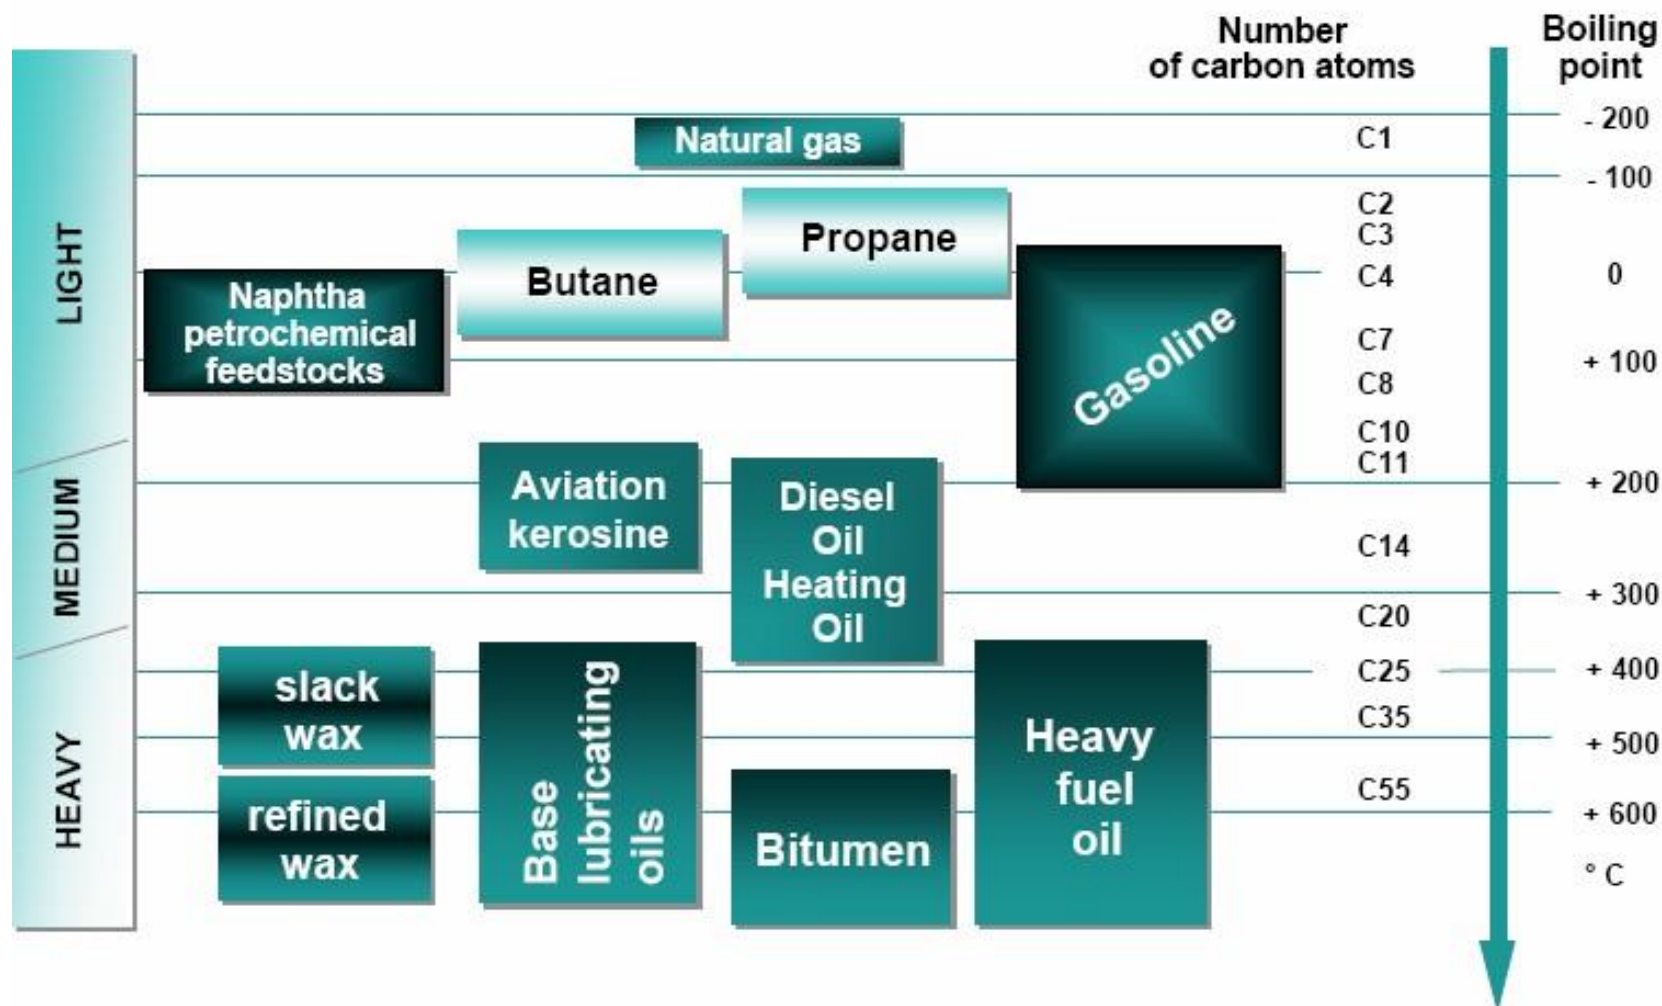 Number
of carbon atoms
Boiling
point
LIGHT
MEDIUM
HEAVY
Natural gas
Propane
Butane
Naphtha
petrochemical
feedstocks
Gasoline
Aviation
kerosine
Diesel
Oil
Heating
Oil
slack
wax
refined
wax
Base
lubricating
oils
Bitumen
Heavy
fuel
oil
C1
C2
C3
C4
C7
C8
C10
C11
C14
C20
C25
C35
C55
- 200
- 100
0
+ 100
+ 200
+ 300
+ 400
+ 500
+ 600
° C